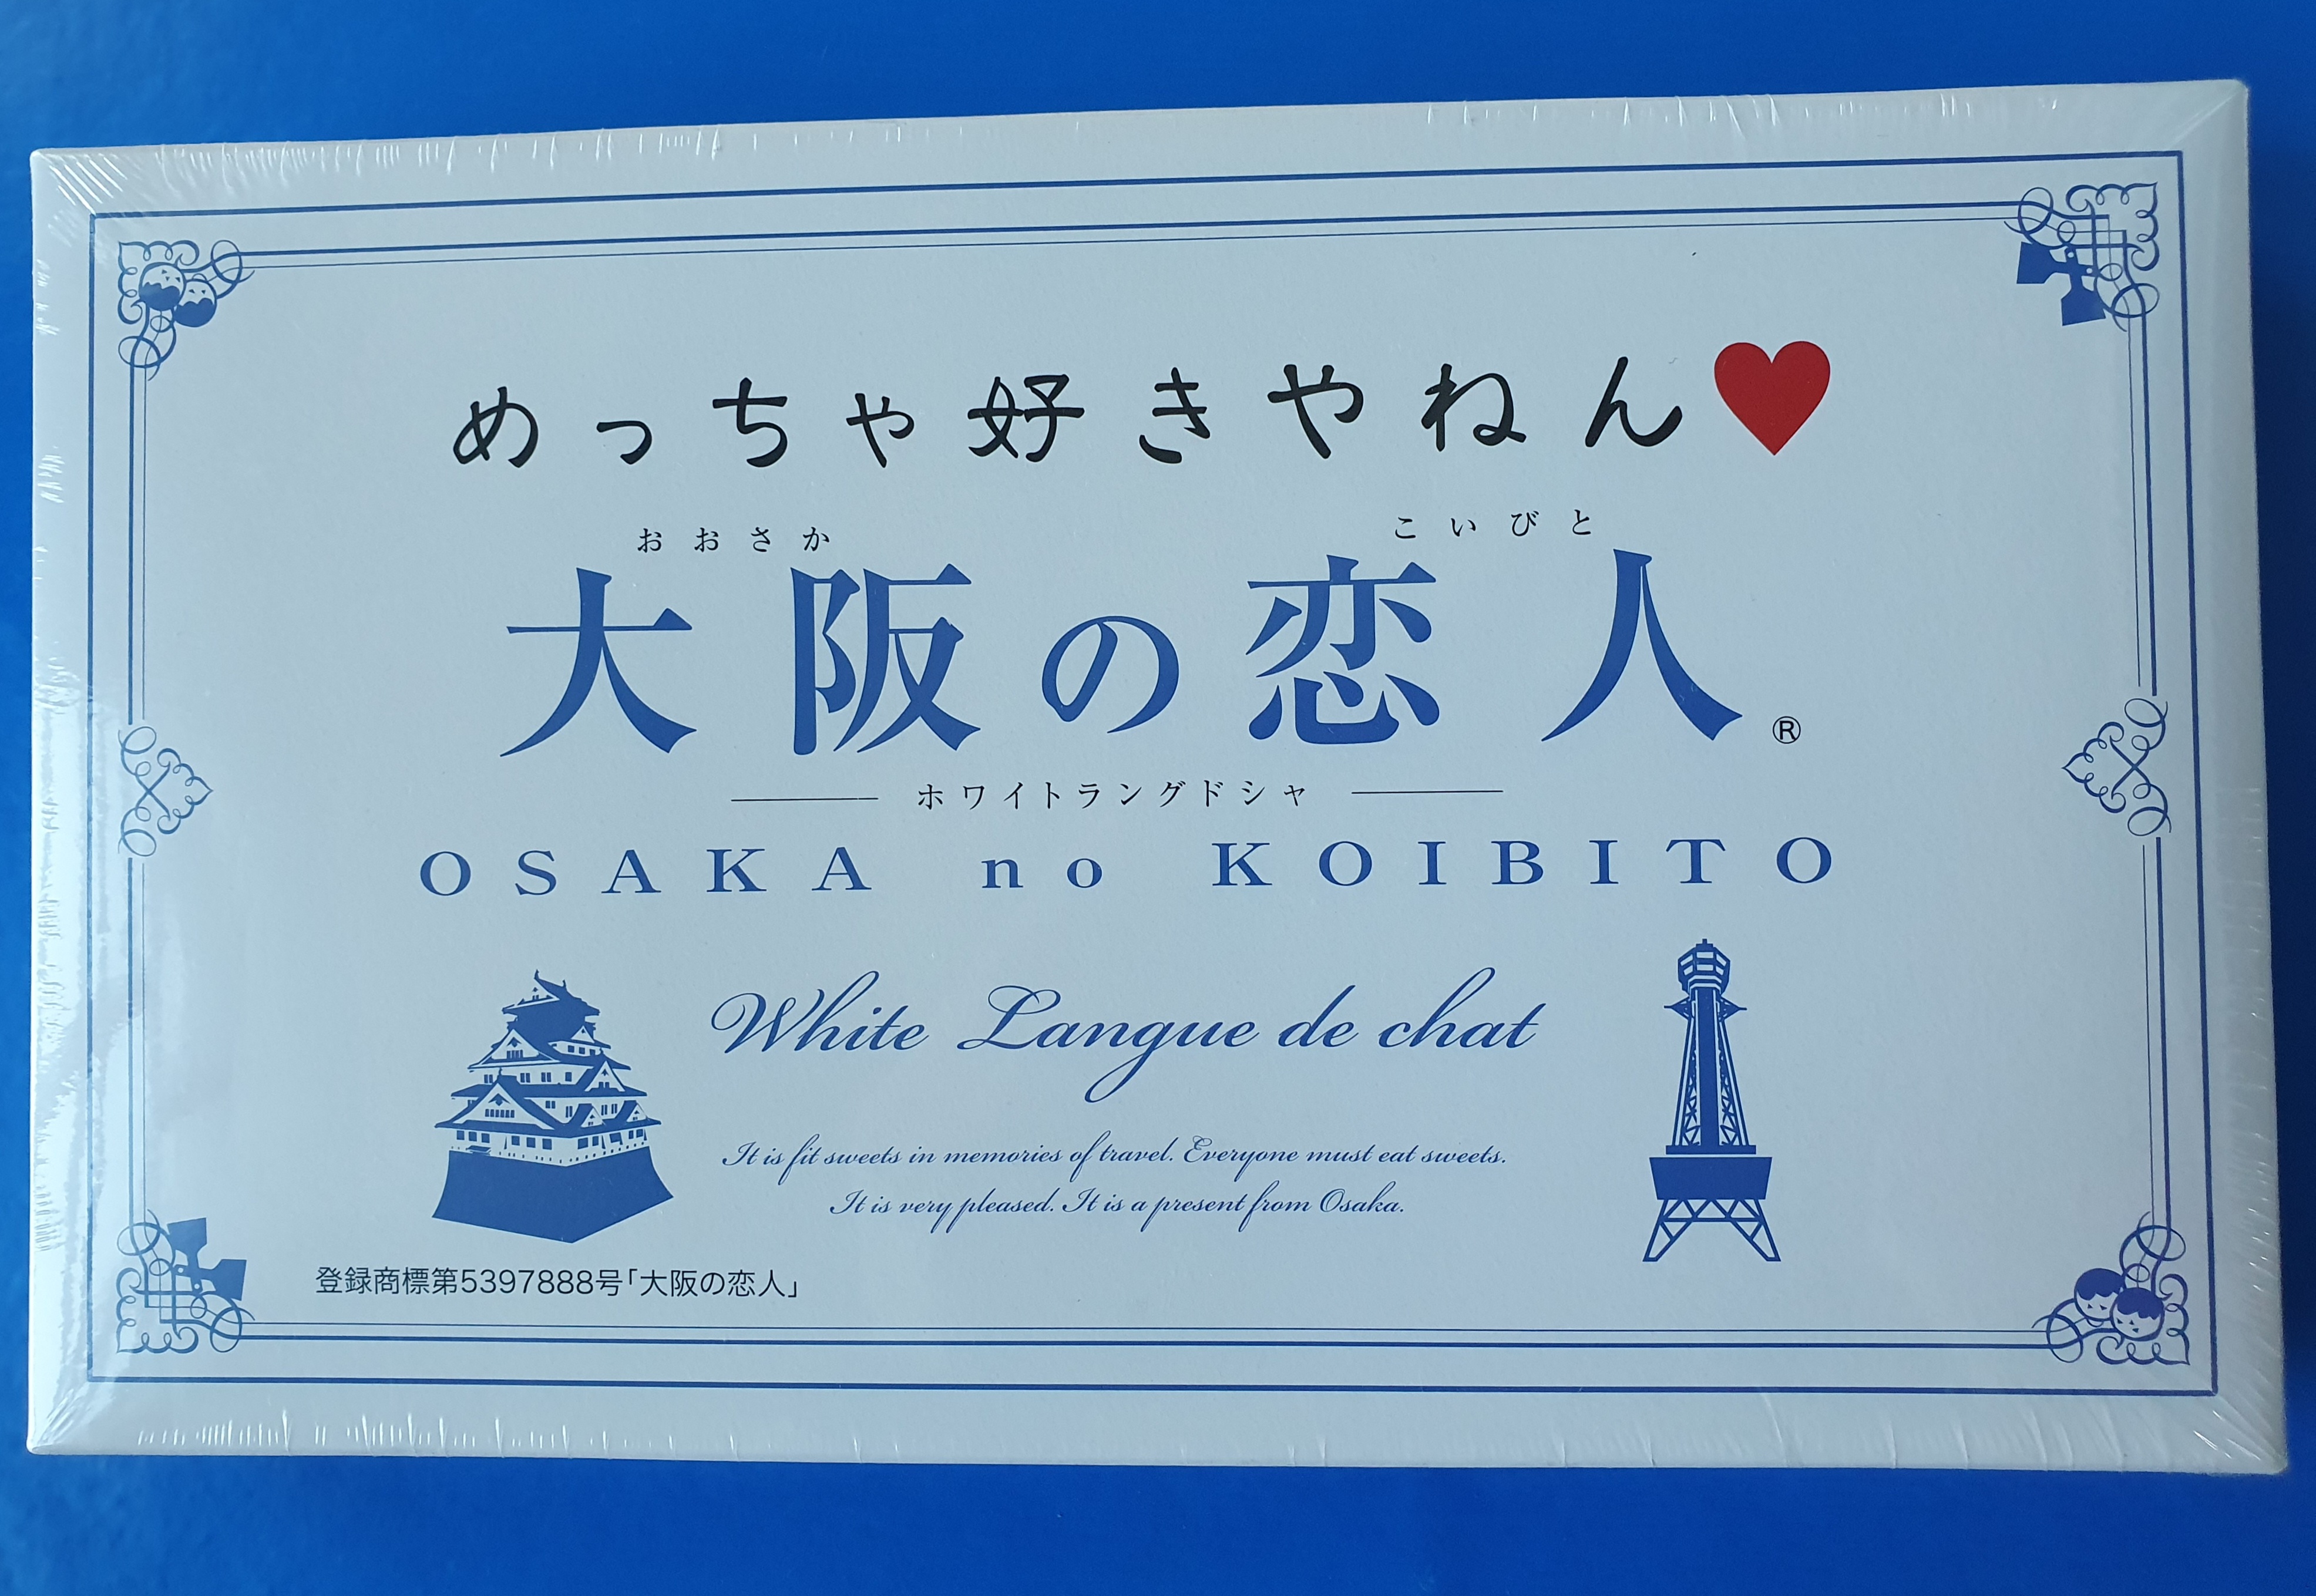 めっちゃ好きやねん♥
おおさか こいびと
大阪の恋人®
ホワイトラングドシャ
OSAKA no KOIBITO
White Langue de chat
It is fit sweets in memories of travel. Everyone must eat sweets.
It is very pleased. It is a present from Osaka.
登録商標第5397888号「大阪の恋人」